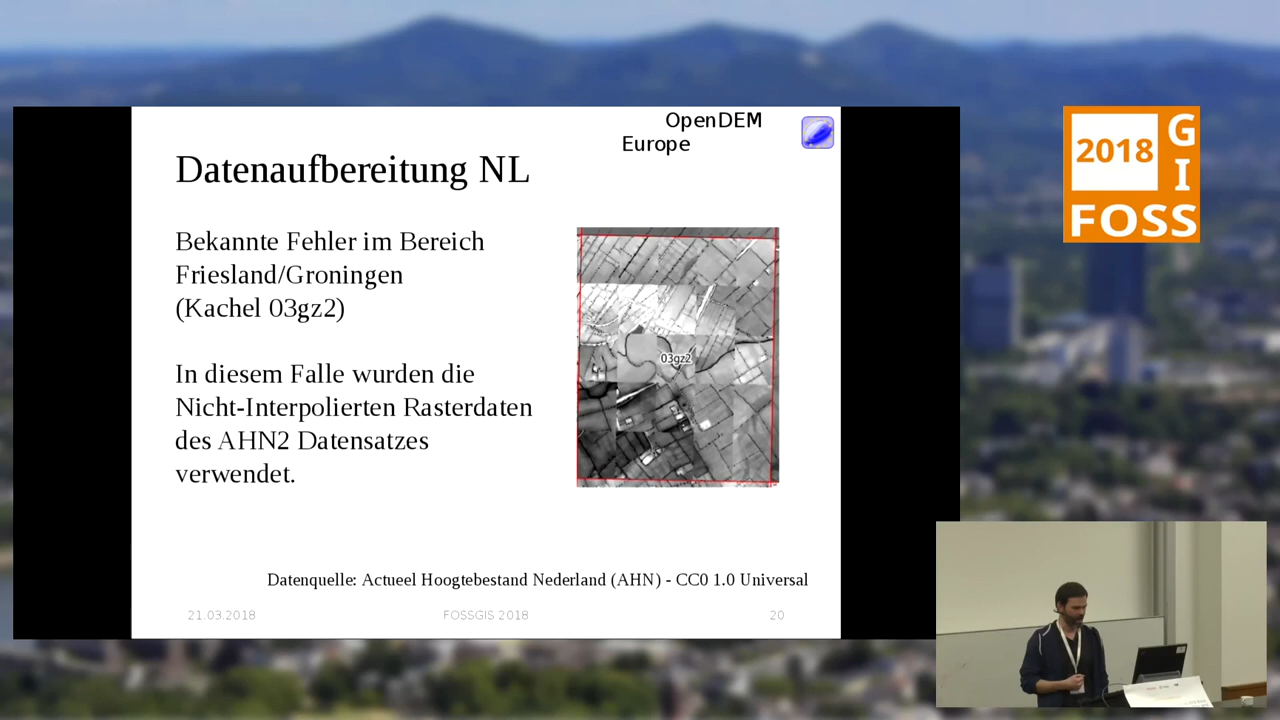 OpenDEM
Europe
Datenaufbereitung NL
Bekannte Fehler im Bereich
Friesland/Groningen
(Kachel 03gz2)
In diesem Falle wurden die
Nicht-Interpolierten Rasterdaten
des AHN2 Datensatzes
verwendet.
03gz2
Datenquelle: Actueel Hoogtebestand Nederland (AHN) - CC0 1.0 Universal
21.03.2018
FOSSGIS 2018
20
2018
GI
FOSS